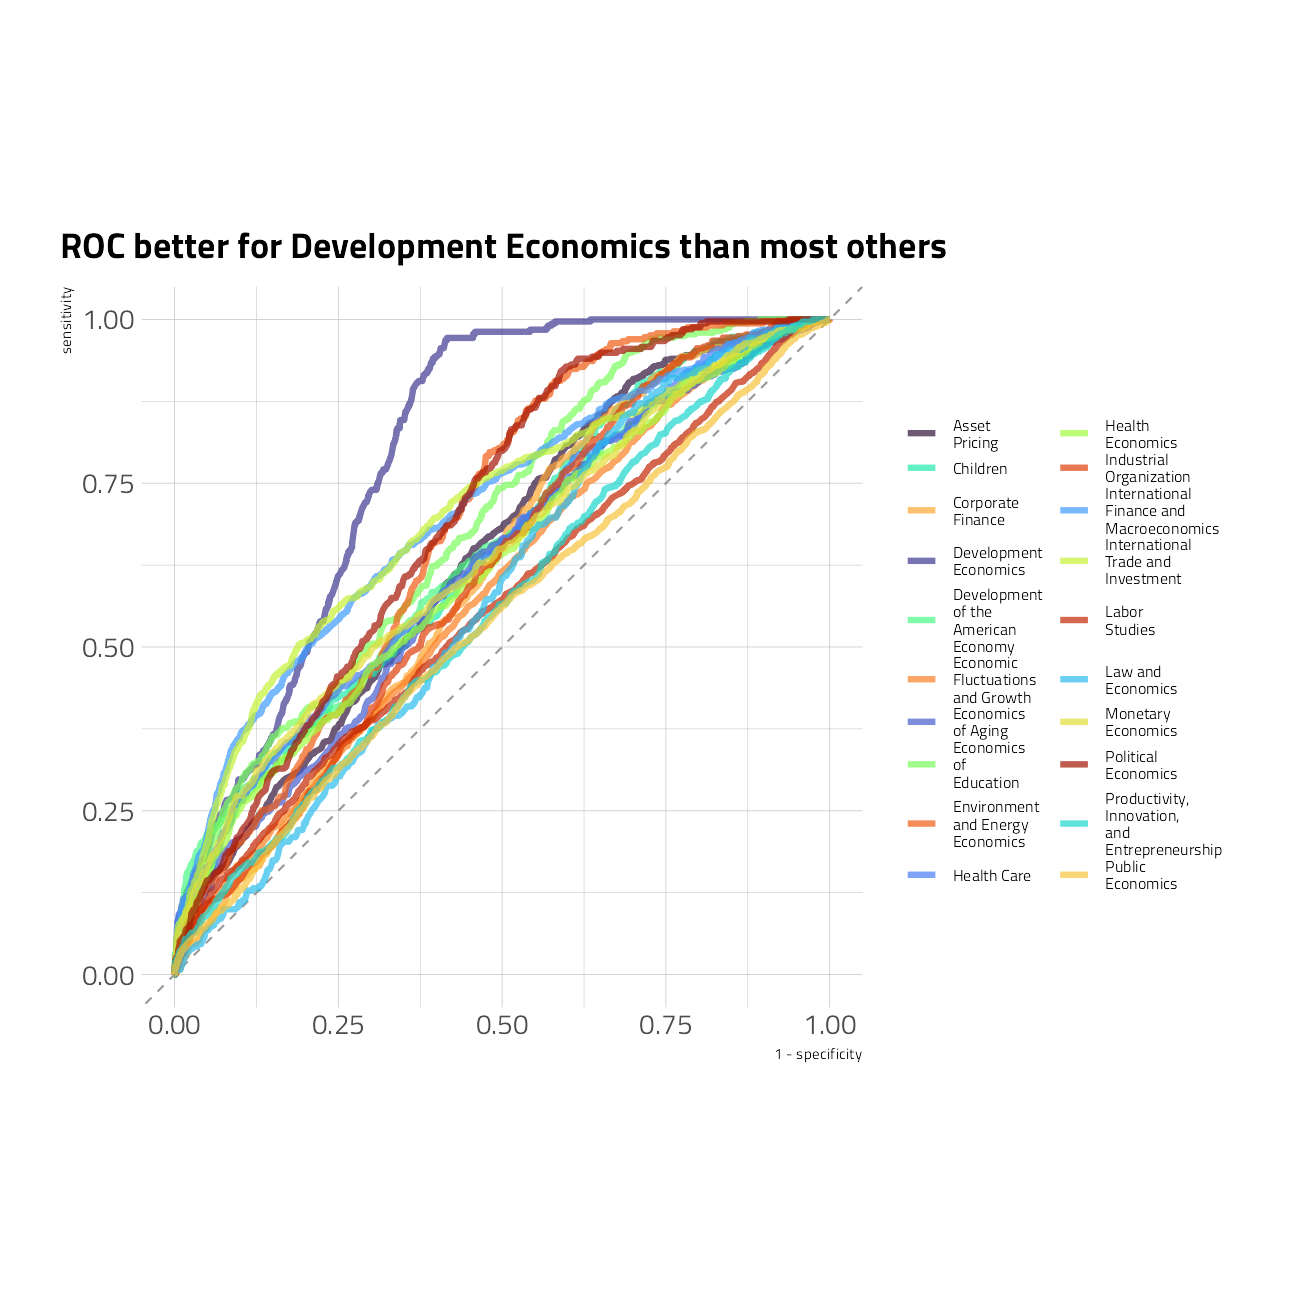 ROC better for Development Economics than most others
sensitivity
1.00
0.75
0.50
0.25
0.00
0.00
0.25
0.50
0.75
1.00
1 - specificity
Asset
Pricing
Children
Corporate
Finance
Development
Economics
Development
of the
American
Economy
Economic
Fluctuations
and Growth
Economics
of Aging
Economics
of
Education
Environment
and Energy
Economics
Health Care
Health
Economics
Industrial
Organization
International
Finance and
Macroeconomics
International
Trade and
Investment
Labor
Studies
Law and
Economics
Monetary
Economics
Political
Economics
Productivity,
Innovation,
and
Entrepreneurship
Public
Economics